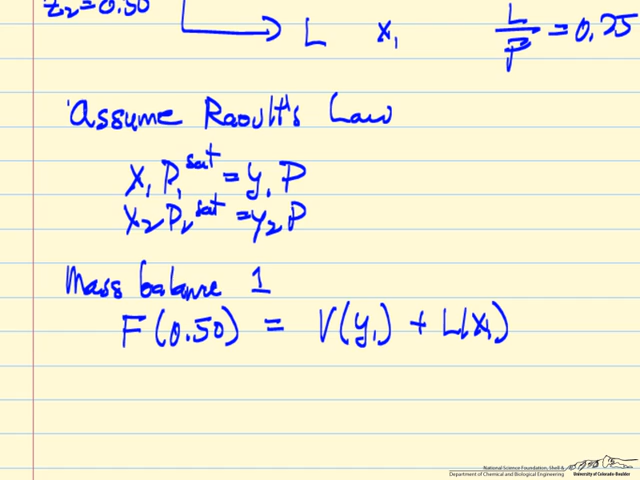 z₂=0.50
L x₁ L/F = 0.25
Assume Raoult's Law
x₁ P₁ˢᵃᵗ = y₁ P
x₂ P₂ˢᵃᵗ = y₂ P
Mass balance 1
F(0.50) = V(y₁) + L(x₁)
National Science Foundation, Shell &
Department of Chemical and Biological Engineering
University of Colorado Boulder